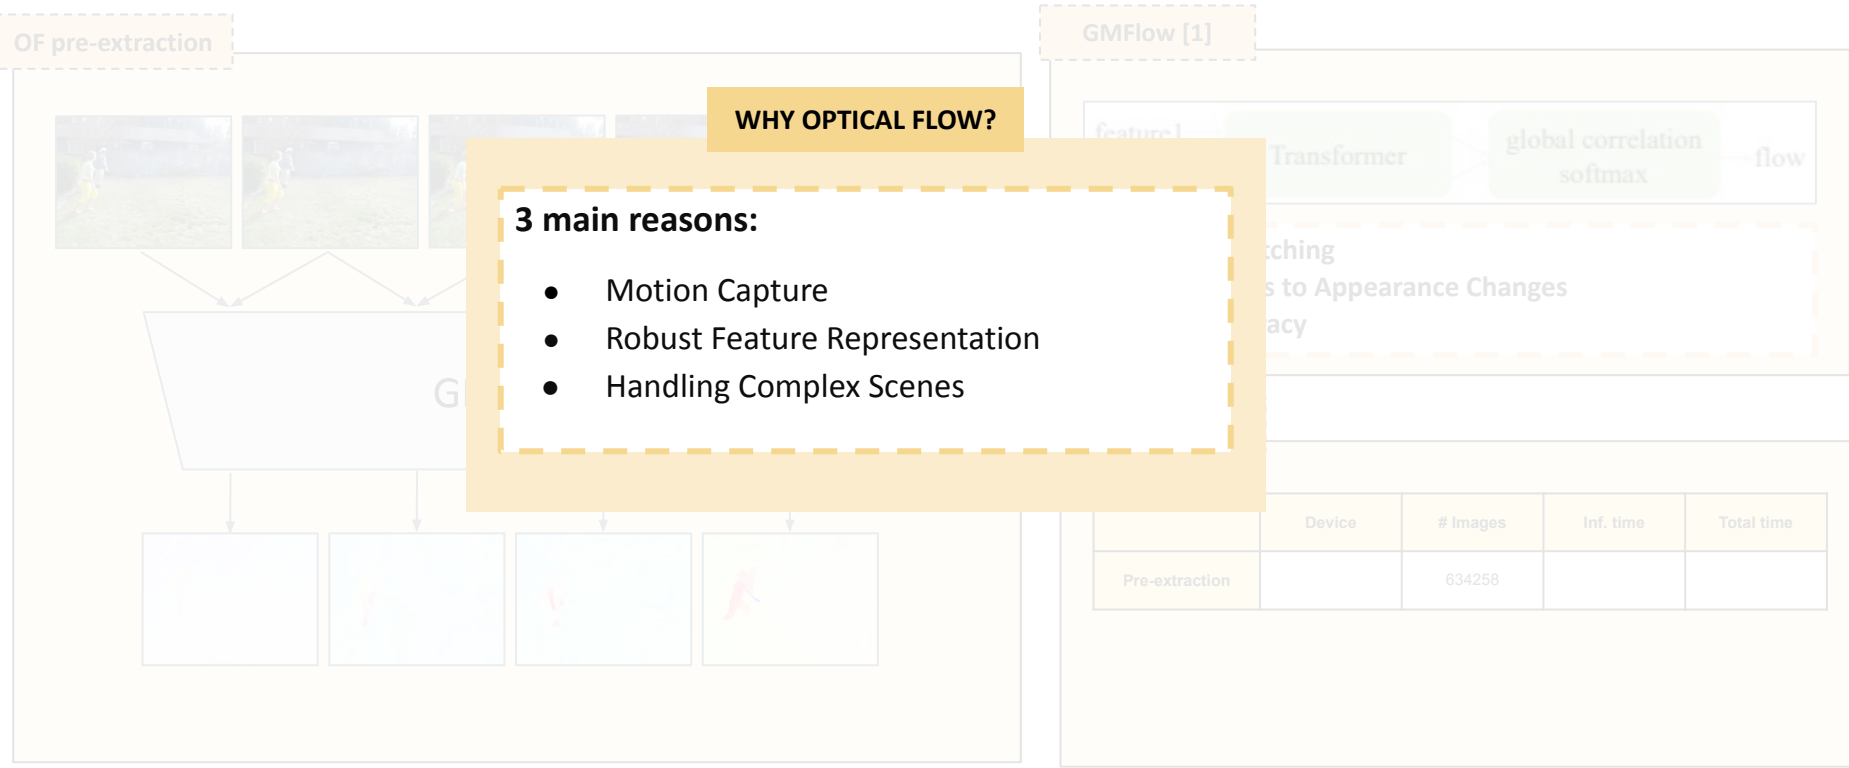 OF pre-extraction
GMFlow [1]
WHY OPTICAL FLOW?
feature1
Transformer
global correlation
softmax
flow
3 main reasons:
● Motion Capture
● Robust Feature Representation
● Handling Complex Scenes
to Appearance Changes
G
Device # Images Inf. time Total time
Pre-extraction 634258